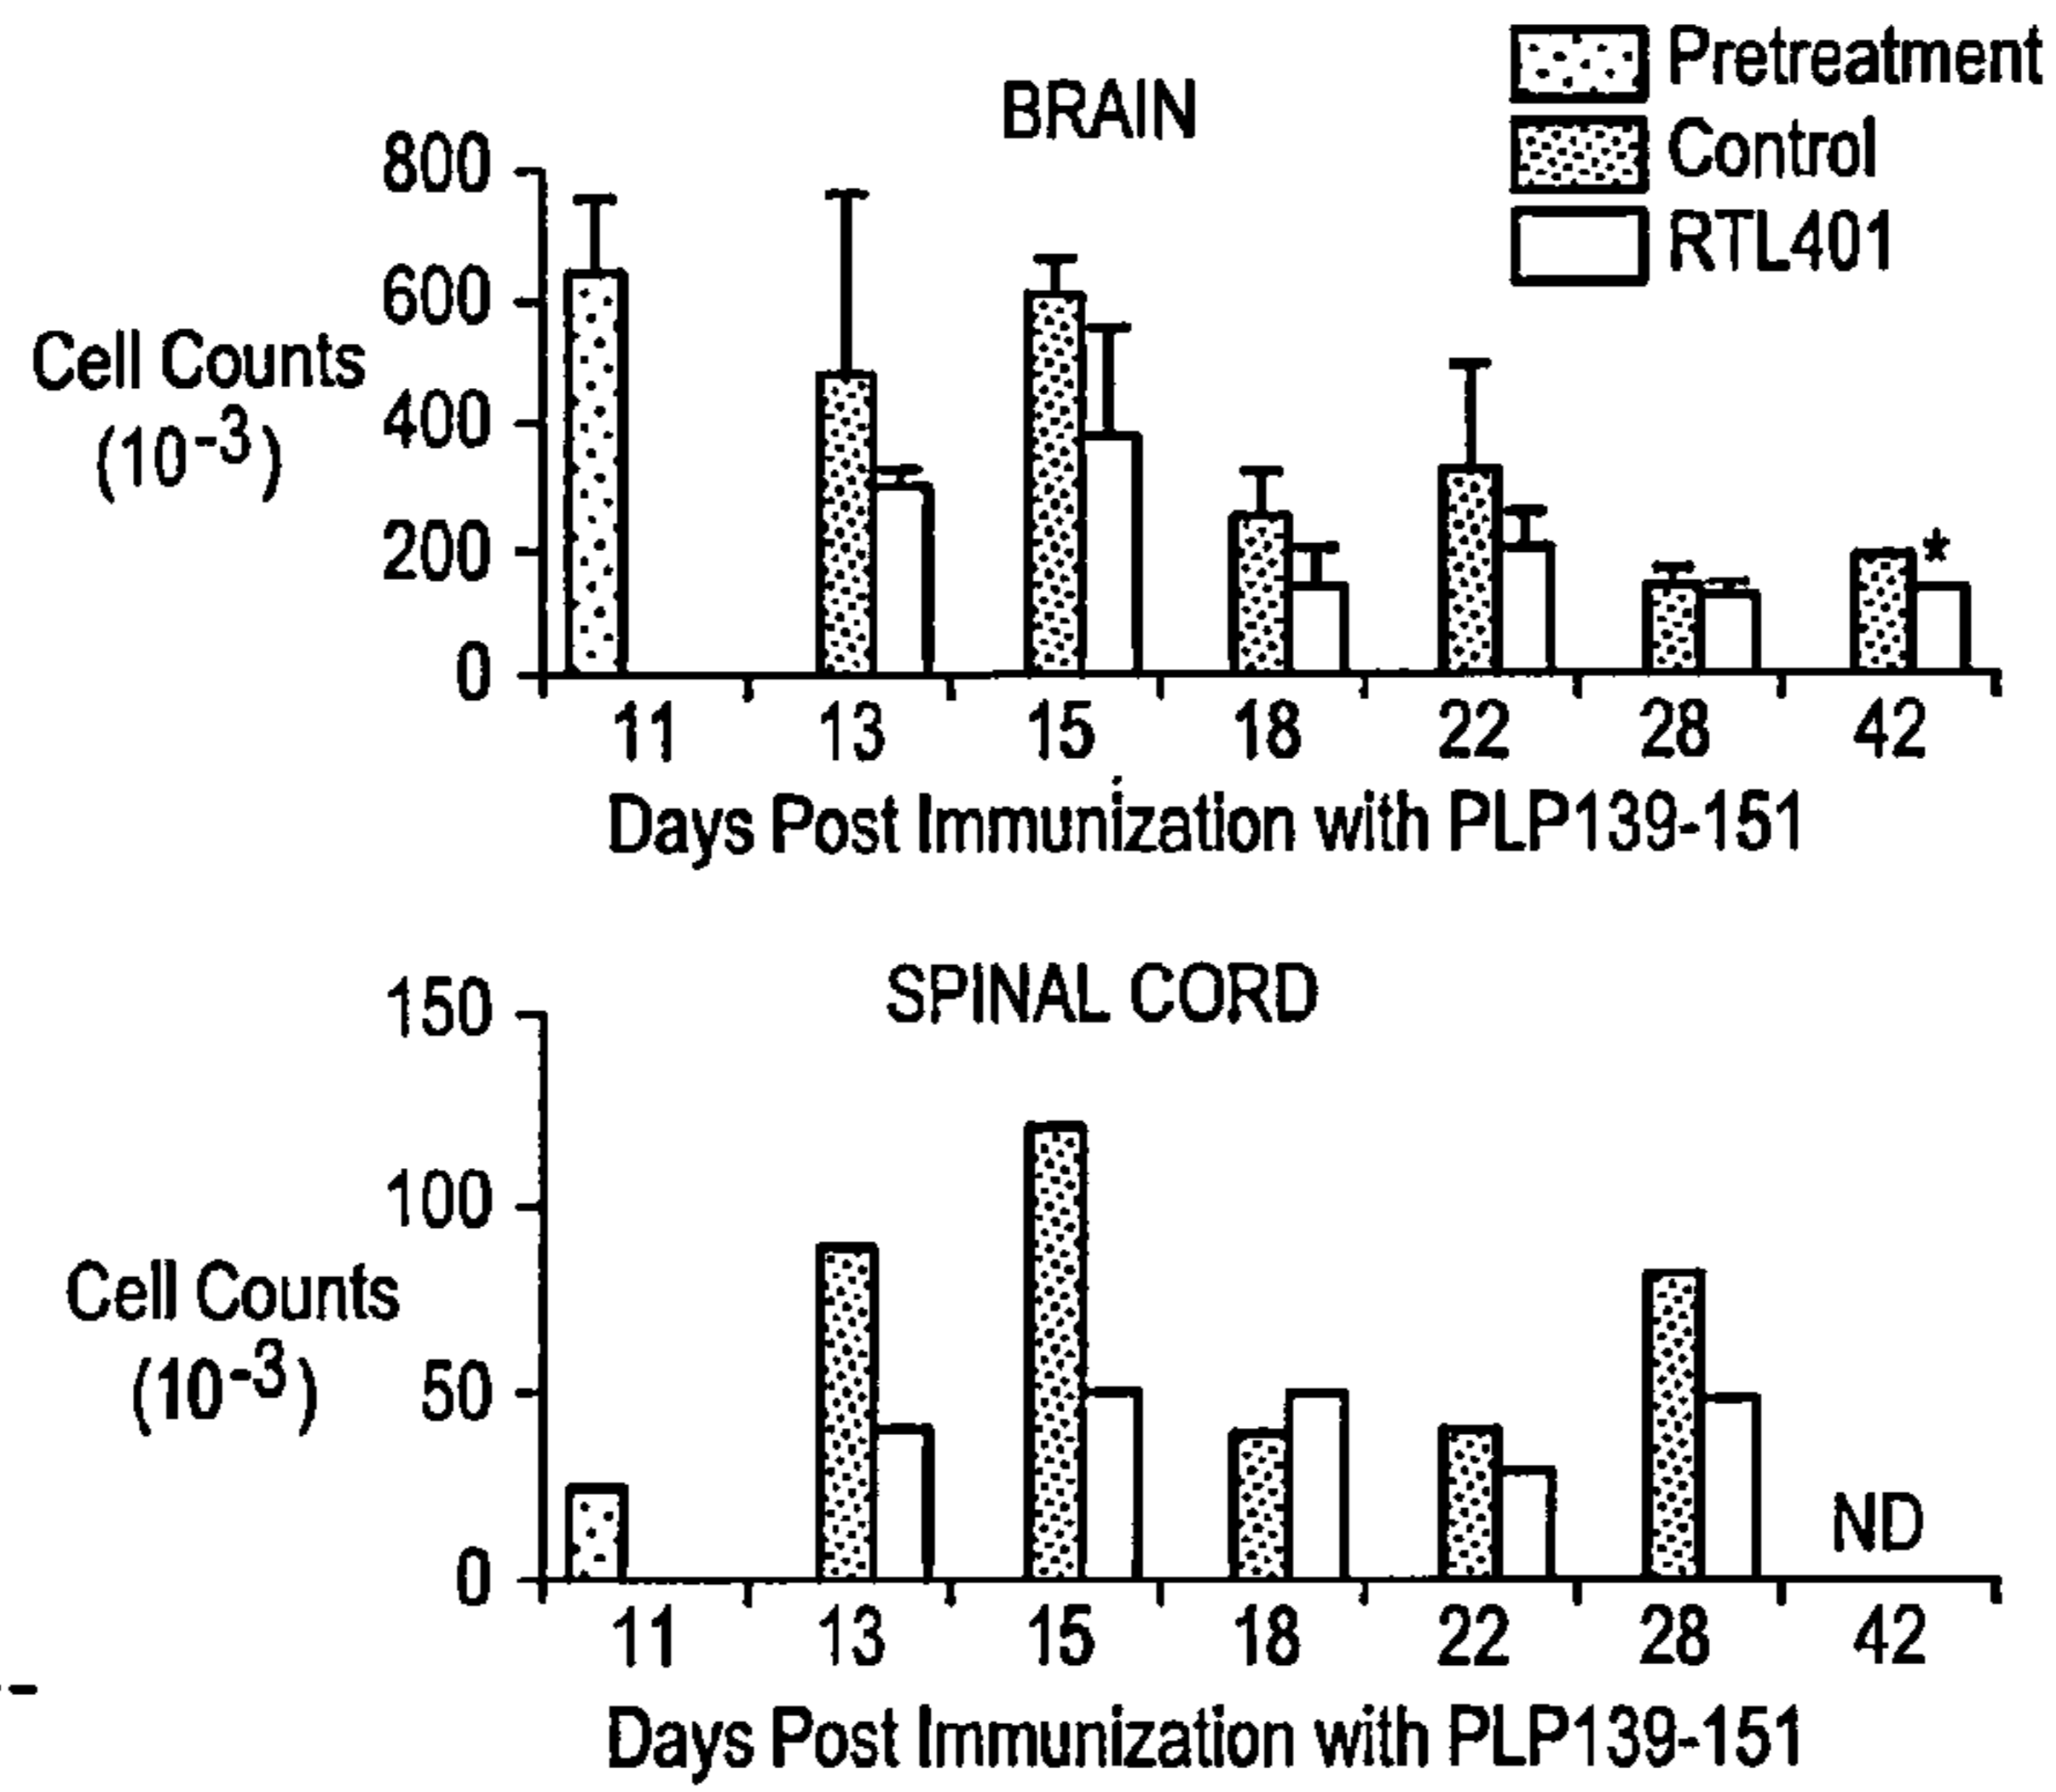 Pretreatment
Control
RTL401
BRAIN
Cell Counts
(10-3)
800
600
400
200
0
*
11 13 15 18 22 28 42
Days Post Immunization with PLP139-151
SPINAL CORD
Cell Counts
(10-3)
150
100
50
0
ND
11 13 15 18 22 28 42
Days Post Immunization with PLP139-151